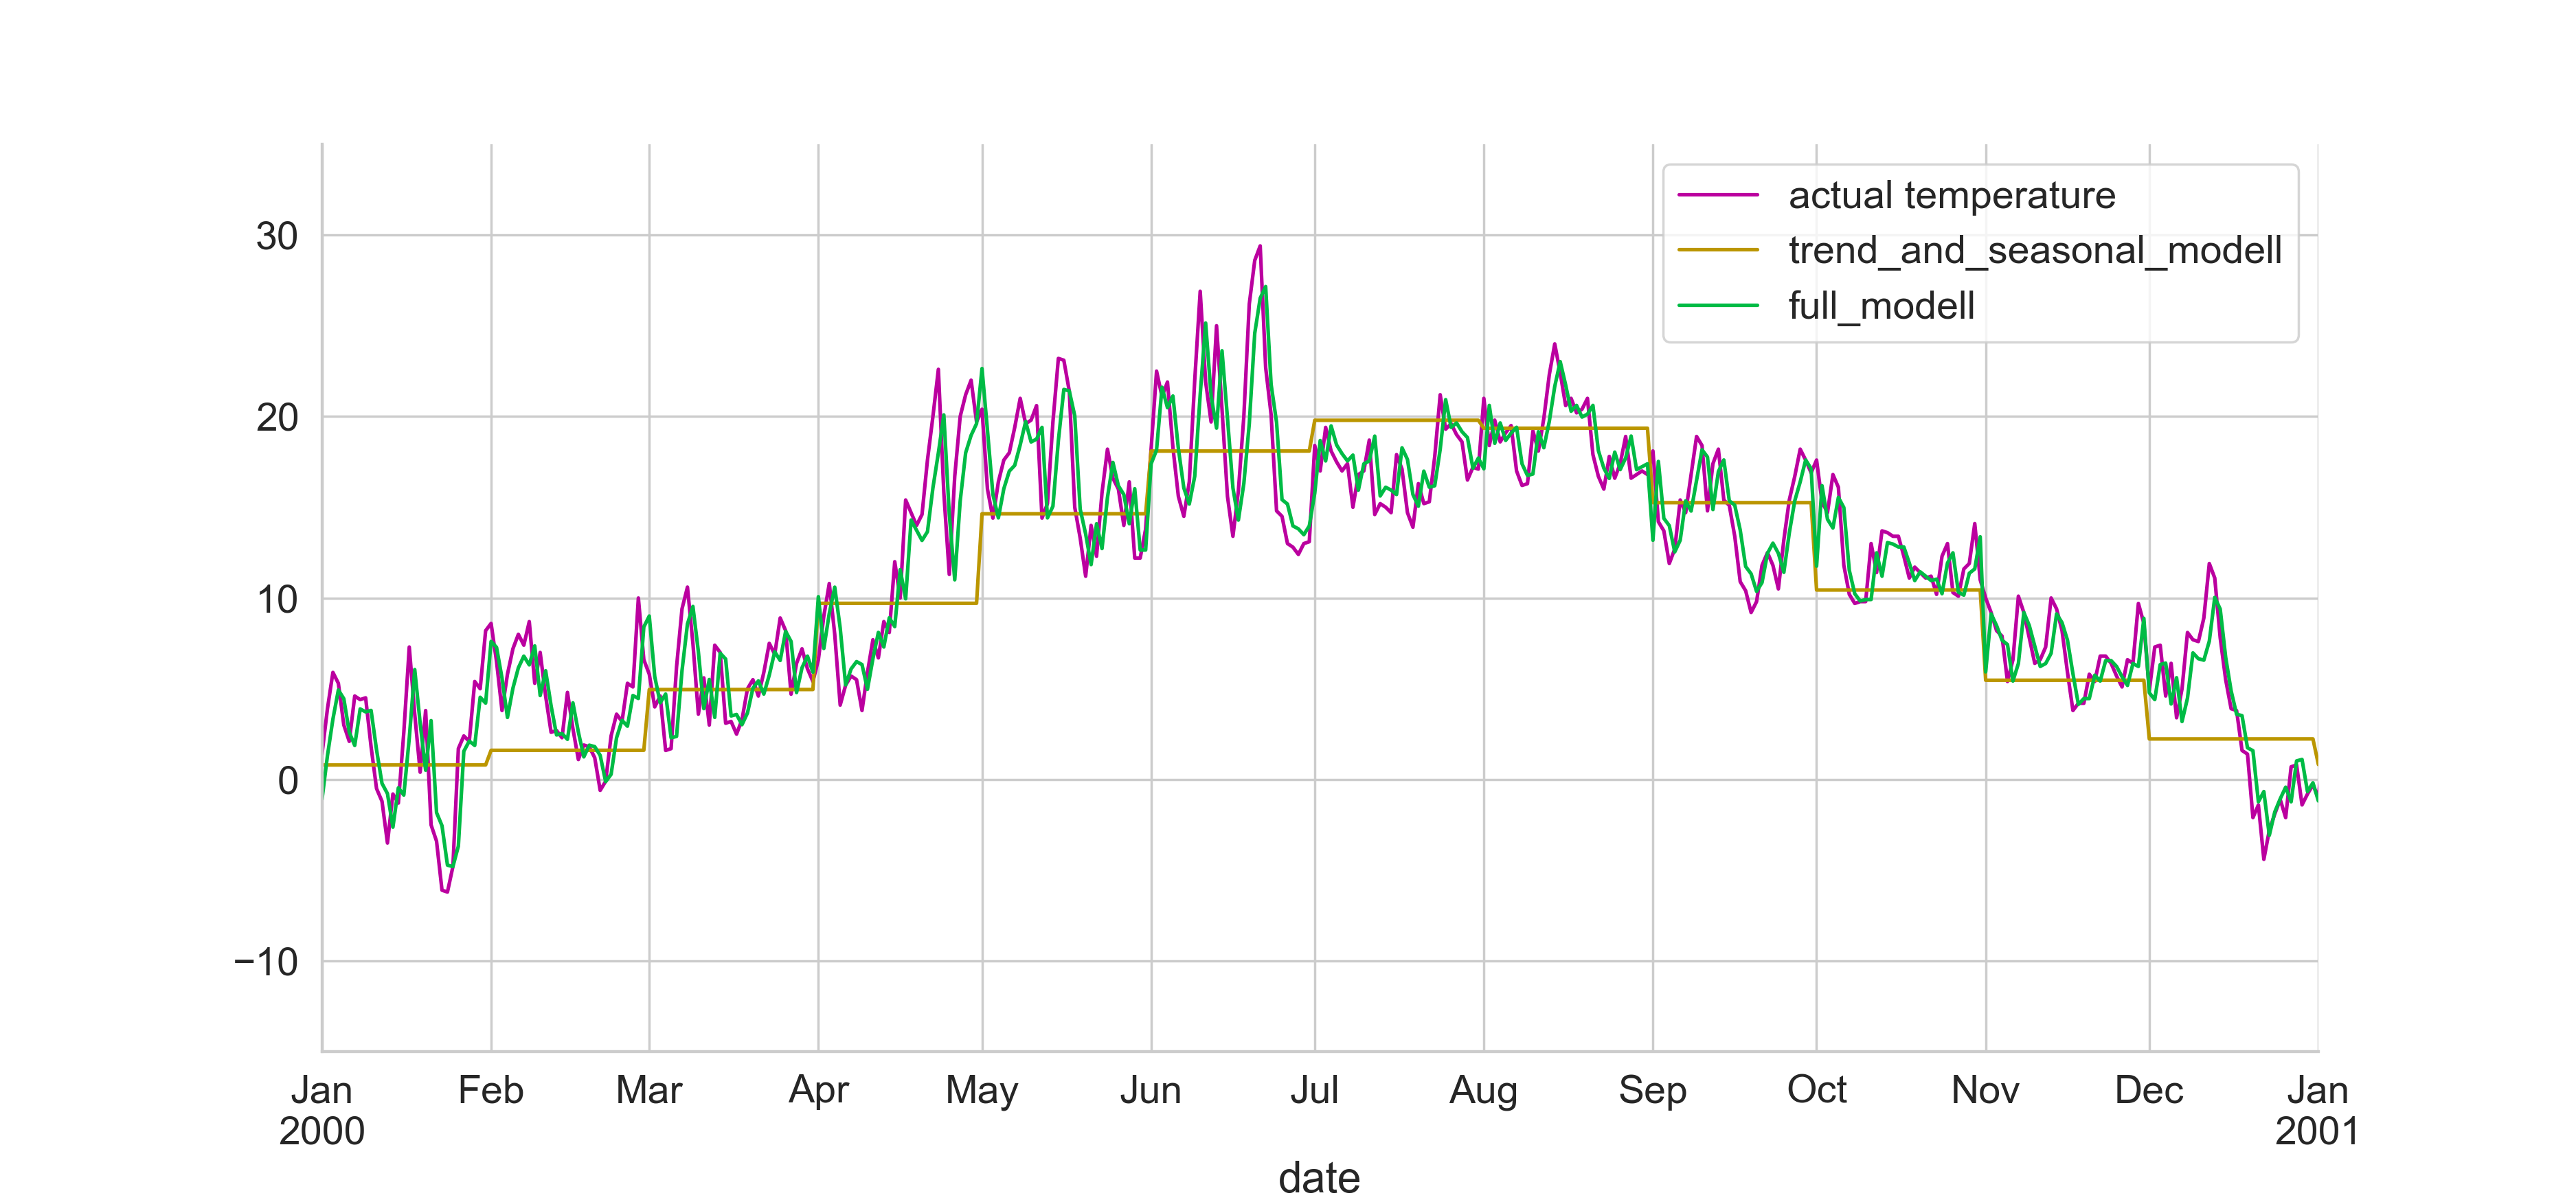 actual temperature
trend_and_seasonal_modell
full_modell
30
20
10
0
−10
Jan Feb Mar Apr May Jun Jul Aug Sep Oct Nov Dec Jan
2000 2001
date